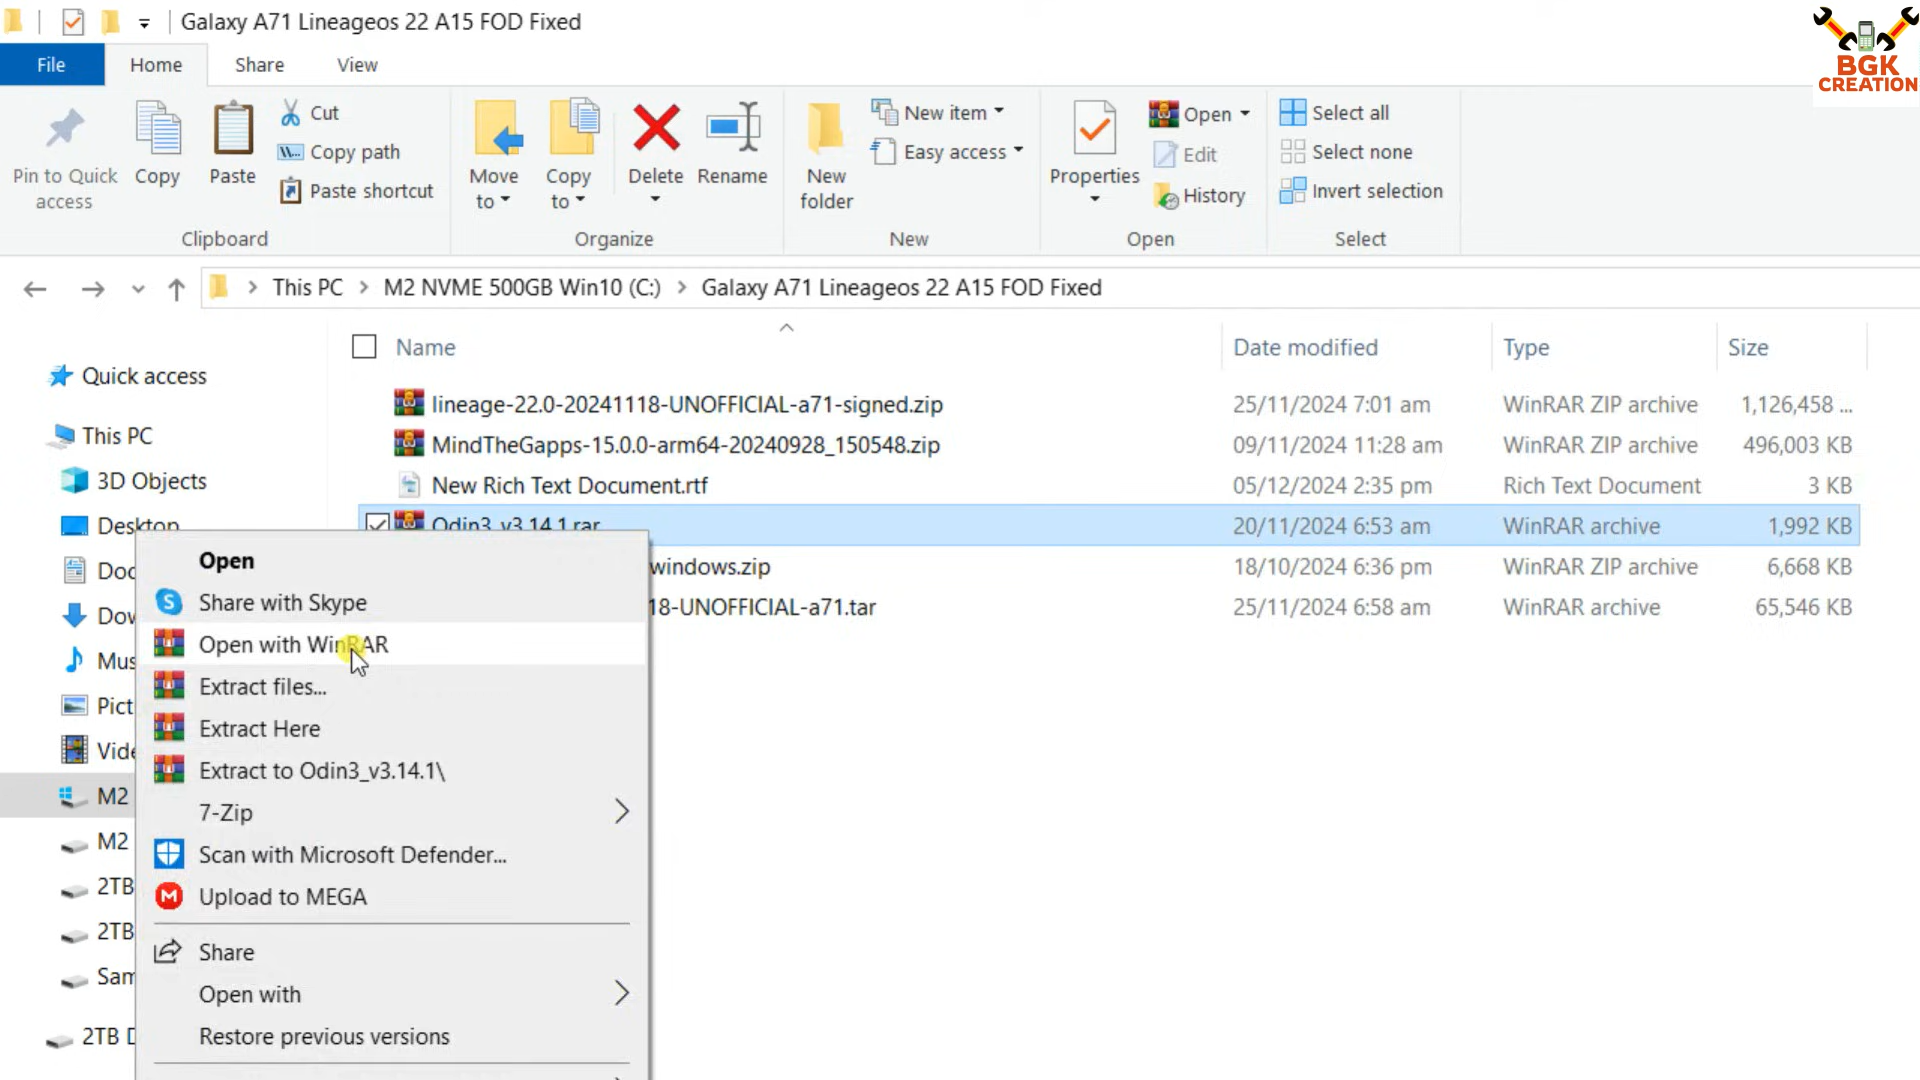 Galaxy A71 Lineageos 22 A15 FOD Fixed
BGK
CREATION
File
Home
Share
View
Pin to Quick
access
Copy
Paste
Cut
Copy path
Paste shortcut
Clipboard
Move
to
Copy
to
Delete
Rename
Organize
New
folder
New item
Easy access
New
Properties
Open
Edit
History
Open
Select all
Select none
Invert selection
Select
This PC
M2 NVME 500GB Win10 (C:)
Galaxy A71 Lineageos 22 A15 FOD Fixed
Name
Date modified
Type
Size
lineage-22.0-20241118-UNOFFICIAL-a71-signed.zip 25/11/2024 7:01 am WinRAR ZIP archive 1,126,458 ...
MindTheGapps-15.0.0-arm64-20240928_150548.zip 09/11/2024 11:28 am WinRAR ZIP archive 496,003 KB
New Rich Text Document.rtf 05/12/2024 2:35 pm Rich Text Document 3 KB
Odin3_v3.14.1.rar 20/11/2024 6:53 am WinRAR archive 1,992 KB
windows.zip 18/10/2024 6:36 pm WinRAR ZIP archive 6,668 KB
18-UNOFFICIAL-a71.tar 25/11/2024 6:58 am WinRAR archive 65,546 KB
Quick access
This PC
3D Objects
Desktop
Doc
Dow
Mus
Pict
Vide
M2
M2
2TB
2TB
Sam
2TB D
Open
Share with Skype
Open with WinRAR
Extract files...
Extract Here
Extract to Odin3_v3.14.1\
7-Zip
Scan with Microsoft Defender...
Upload to MEGA
Share
Open with
Restore previous versions